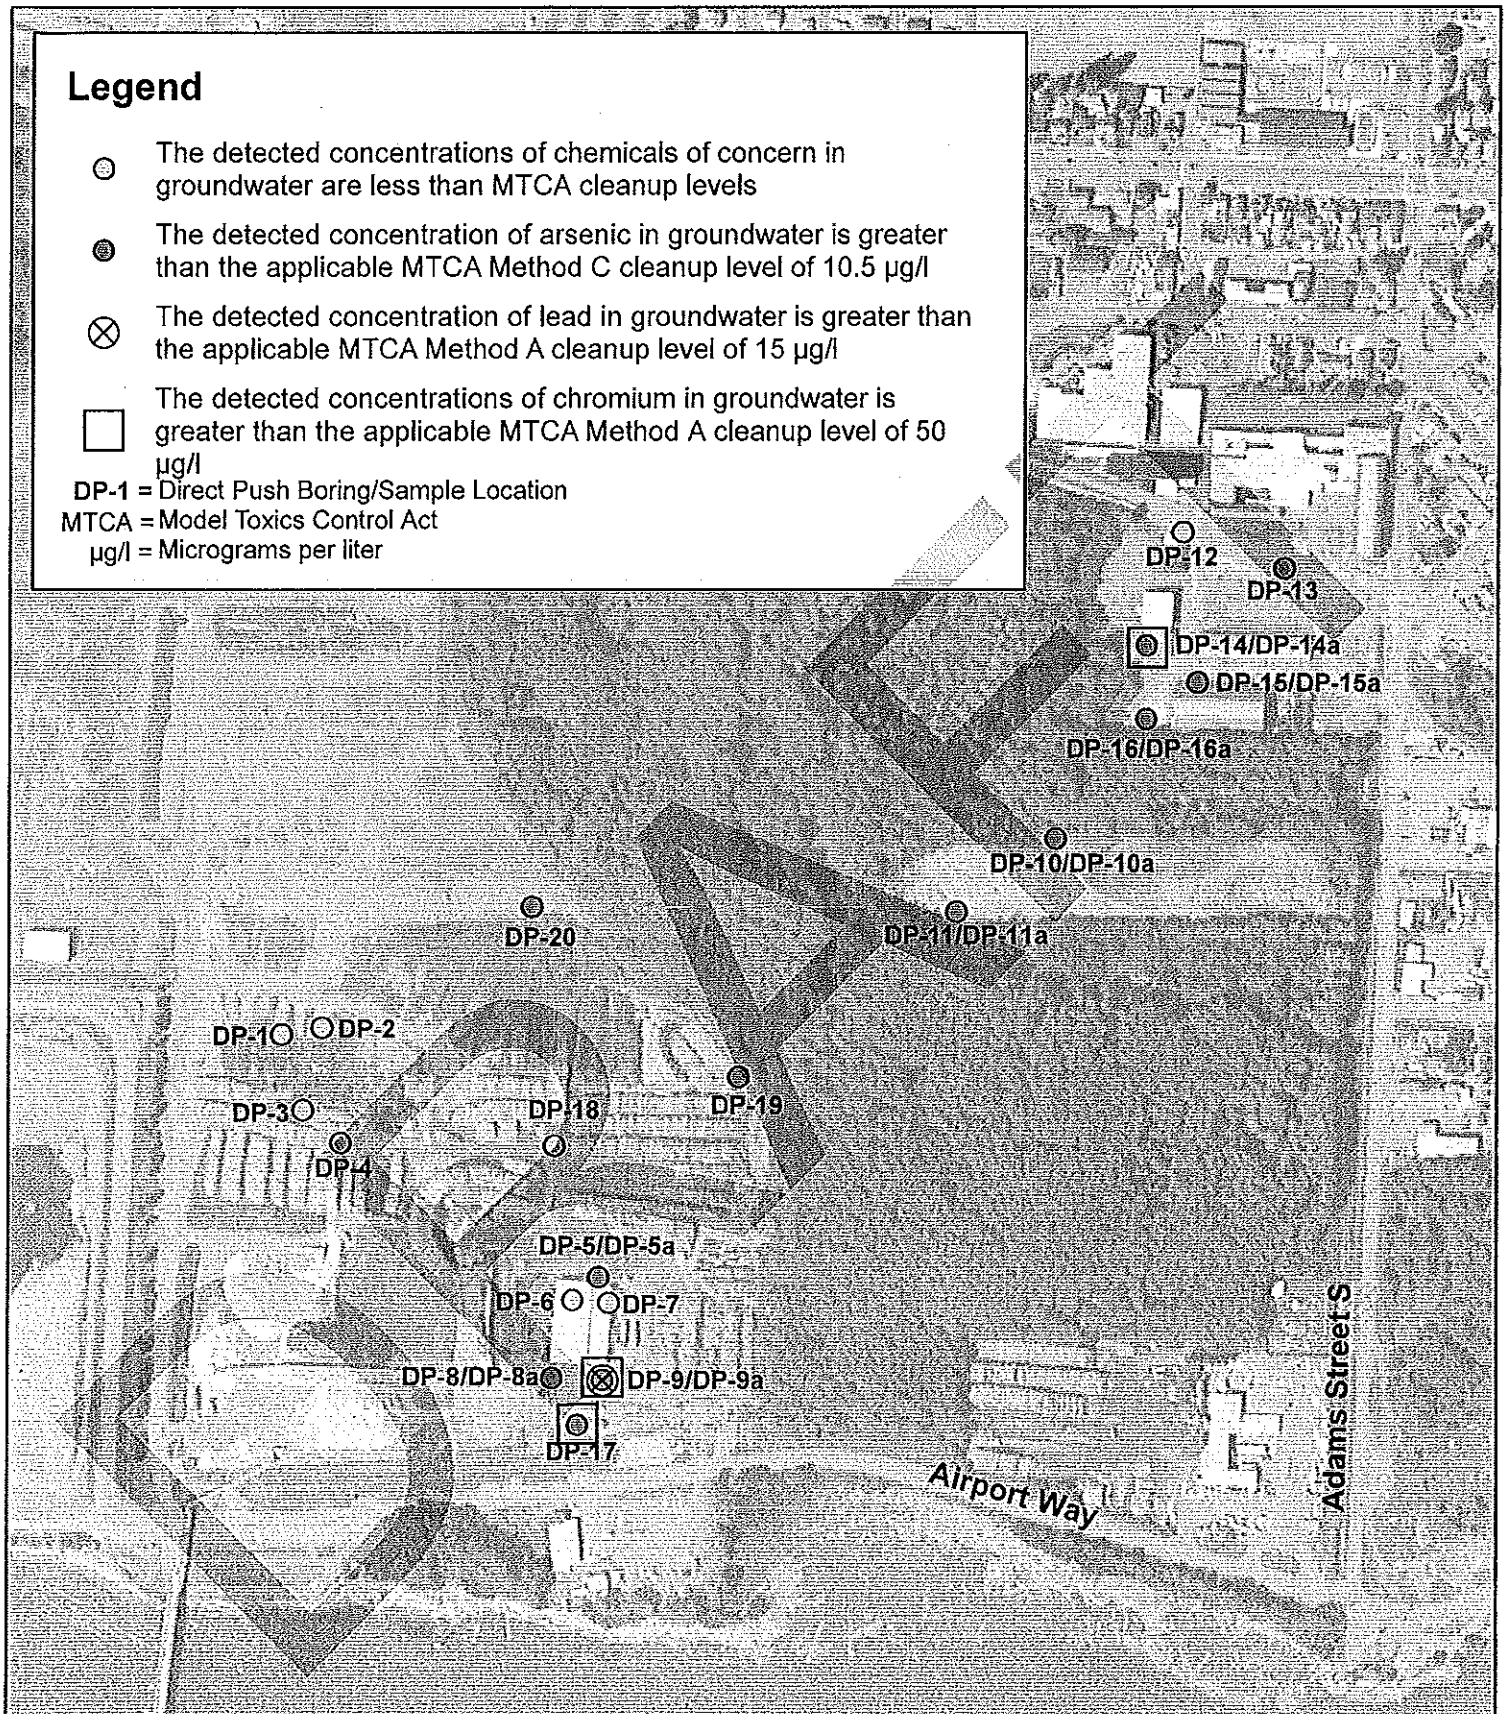 Legend
The detected concentrations of chemicals of concern in
groundwater are less than MTCA cleanup levels
The detected concentration of arsenic in groundwater is greater
than the applicable MTCA Method C cleanup level of 10.5 µg/l
The detected concentration of lead in groundwater is greater than
the applicable MTCA Method A cleanup level of 15 µg/l
The detected concentrations of chromium in groundwater is
greater than the applicable MTCA Method A cleanup level of 50
µg/l
DP-1 = Direct Push Boring/Sample Location
MTCA = Model Toxics Control Act
µg/l = Micrograms per liter
DP-12
DP-13
DP-14/DP-14a
DP-15/DP-15a
DP-16/DP-16a
DP-10/DP-10a
DP-11/DP-11a
DP-20
DP-1
DP-2
DP-3
DP-18
DP-19
DP-4
DP-5/DP-5a
DP-6
DP-7
DP-8/DP-8a
DP-9/DP-9a
DP-17
Airport Way
Adams Street S